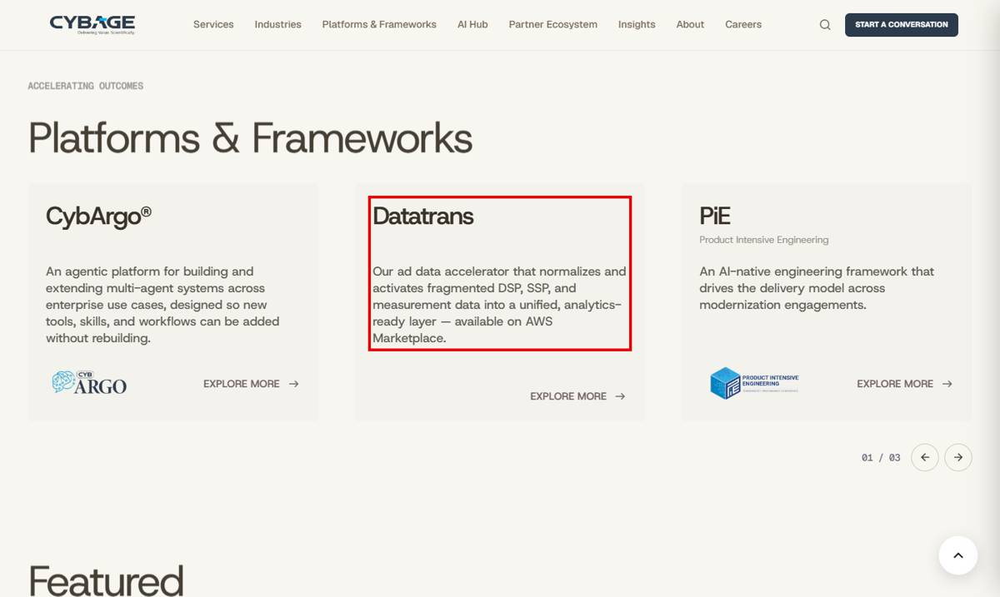 CYBAGE
Delivering Value. Scientifically.
Services Industries Platforms & Frameworks AI Hub Partner Ecosystem Insights About Careers
START A CONVERSATION
ACCELERATING OUTCOMES
Platforms & Frameworks
CybArgo®
An agentic platform for building and
extending multi-agent systems across
enterprise use cases, designed so new
tools, skills, and workflows can be added
without rebuilding.
CYB
ARGO
EXPLORE MORE →
Datatrans
Our ad data accelerator that normalizes and
activates fragmented DSP, SSP, and
measurement data into a unified, analytics-
ready layer — available on AWS
Marketplace.
EXPLORE MORE →
PiE
Product Intensive Engineering
An AI-native engineering framework that
drives the delivery model across
modernization engagements.
PiE
PRODUCT INTENSIVE
ENGINEERING
EXPLORE MORE →
01 / 03
Featured